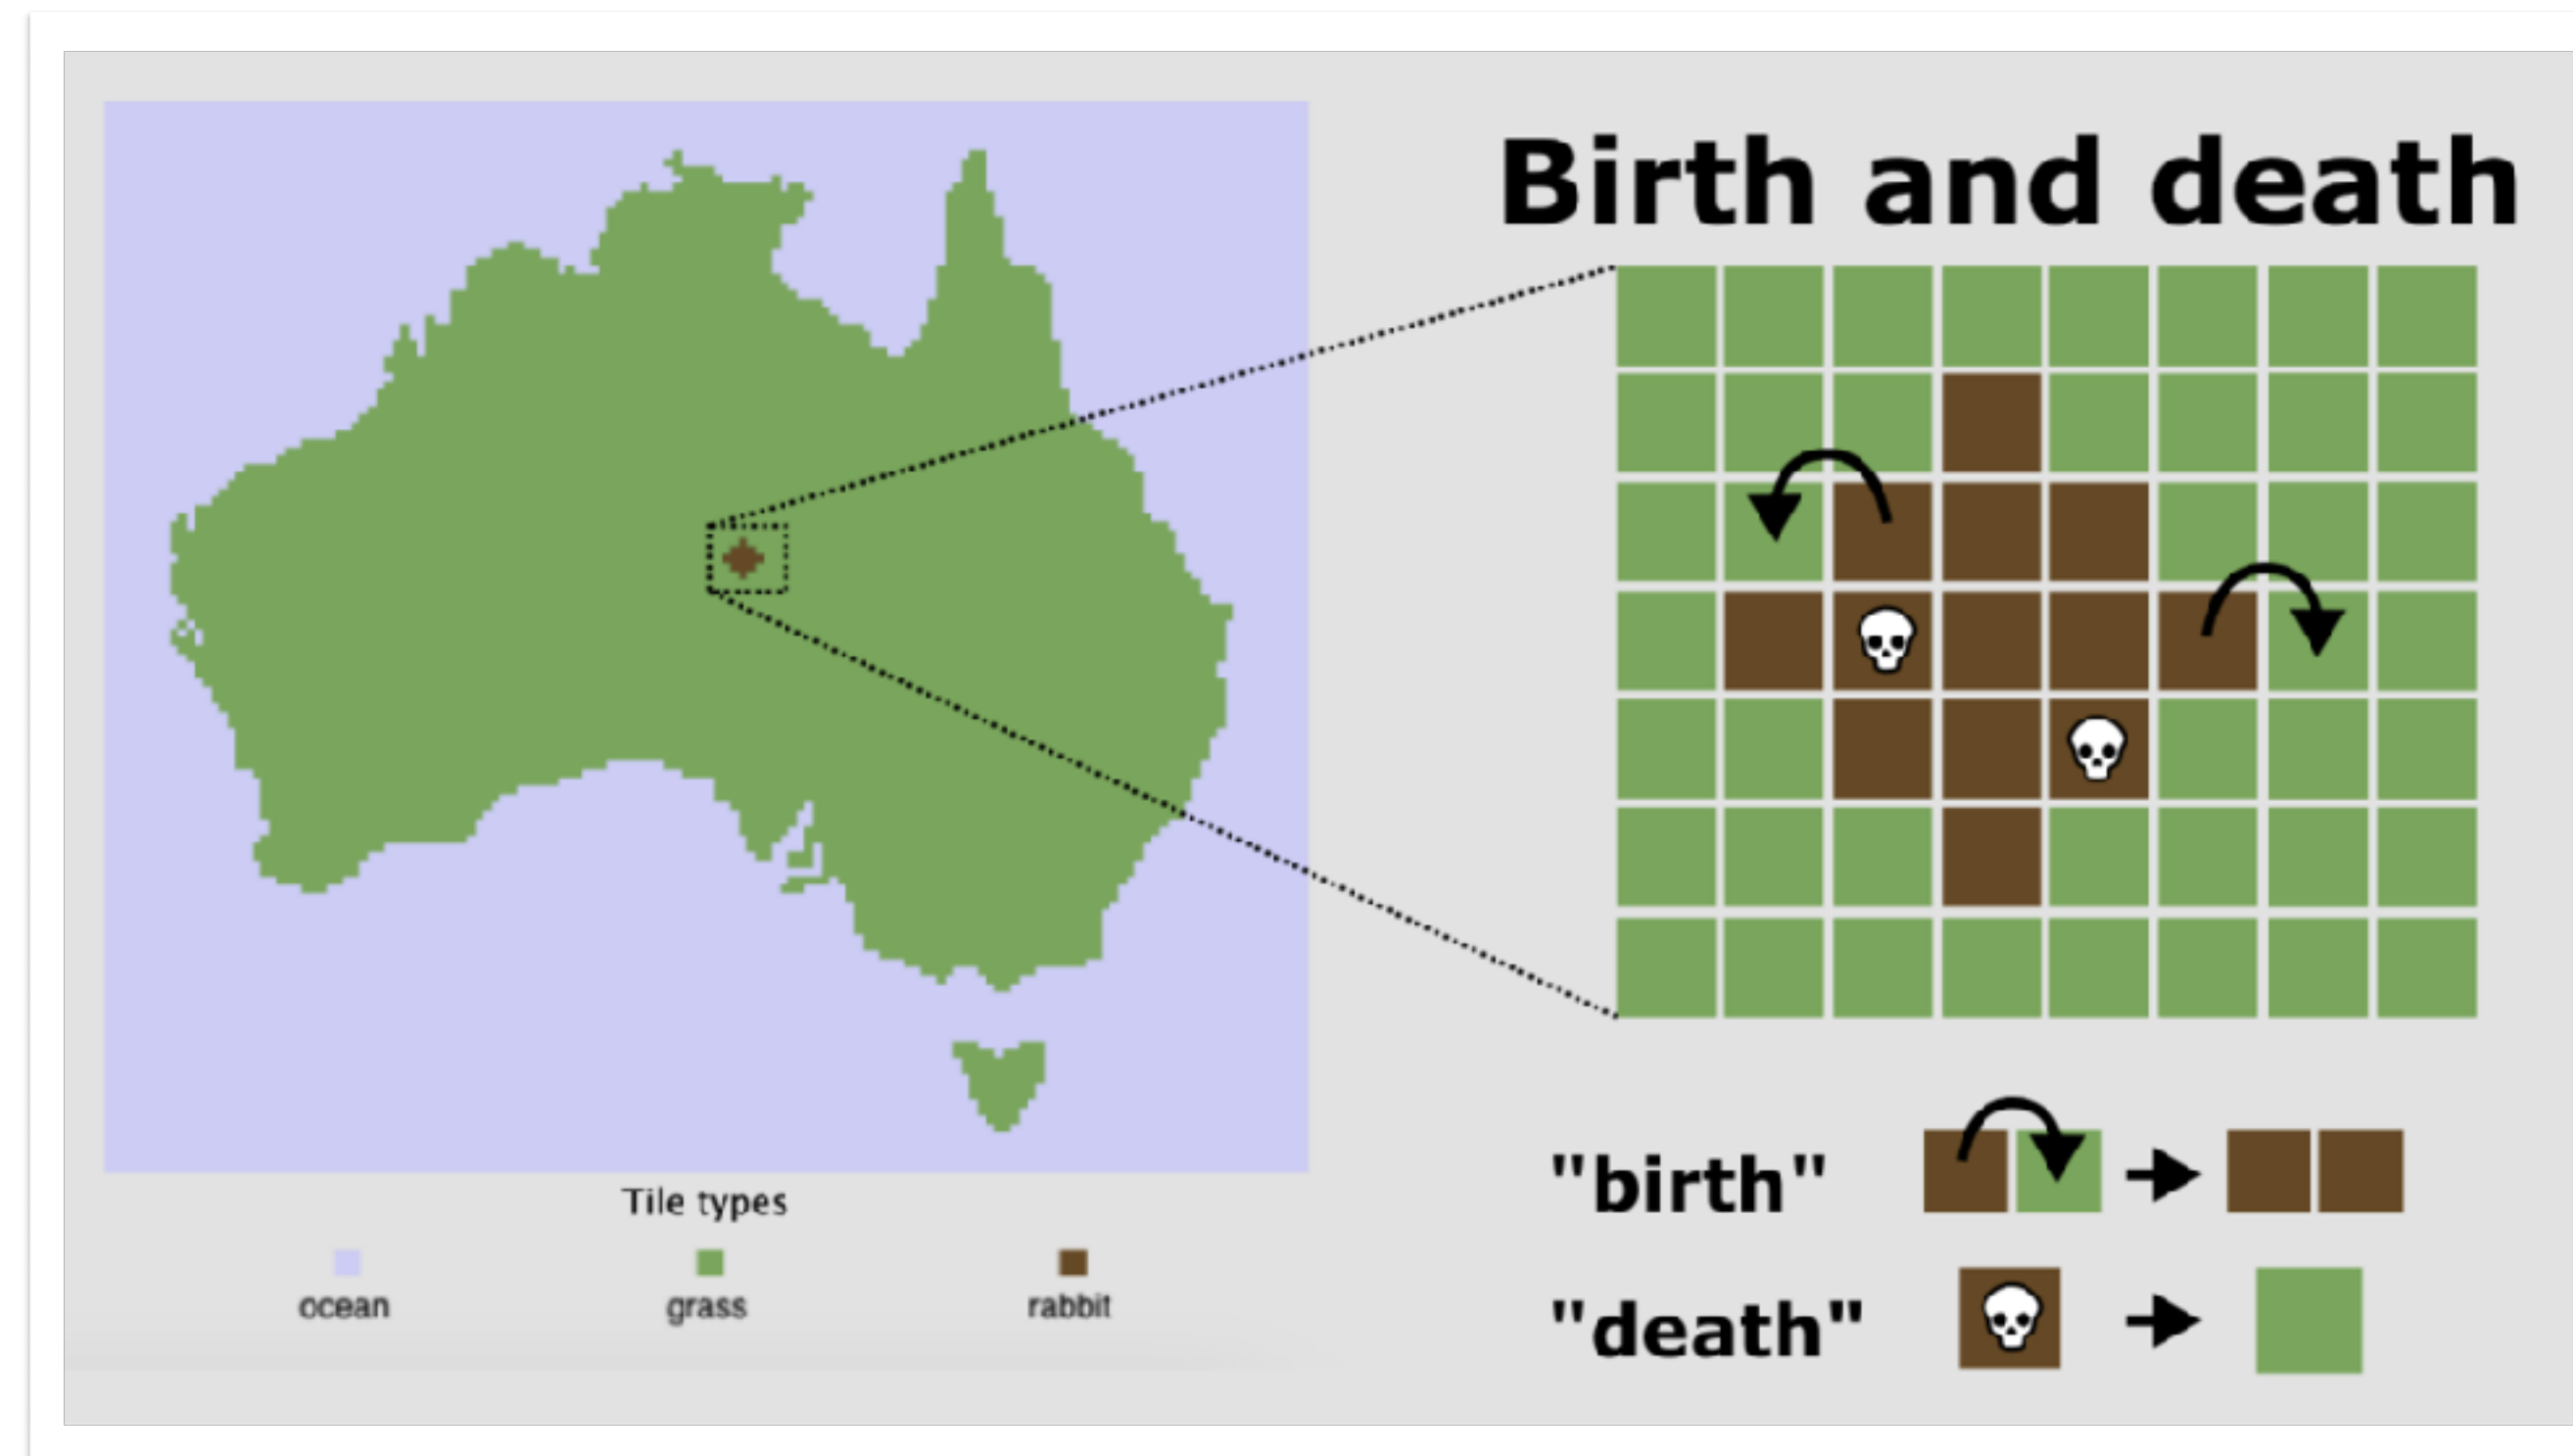 Birth and death
Tile types
ocean
grass
rabbit
"birth"
"death"